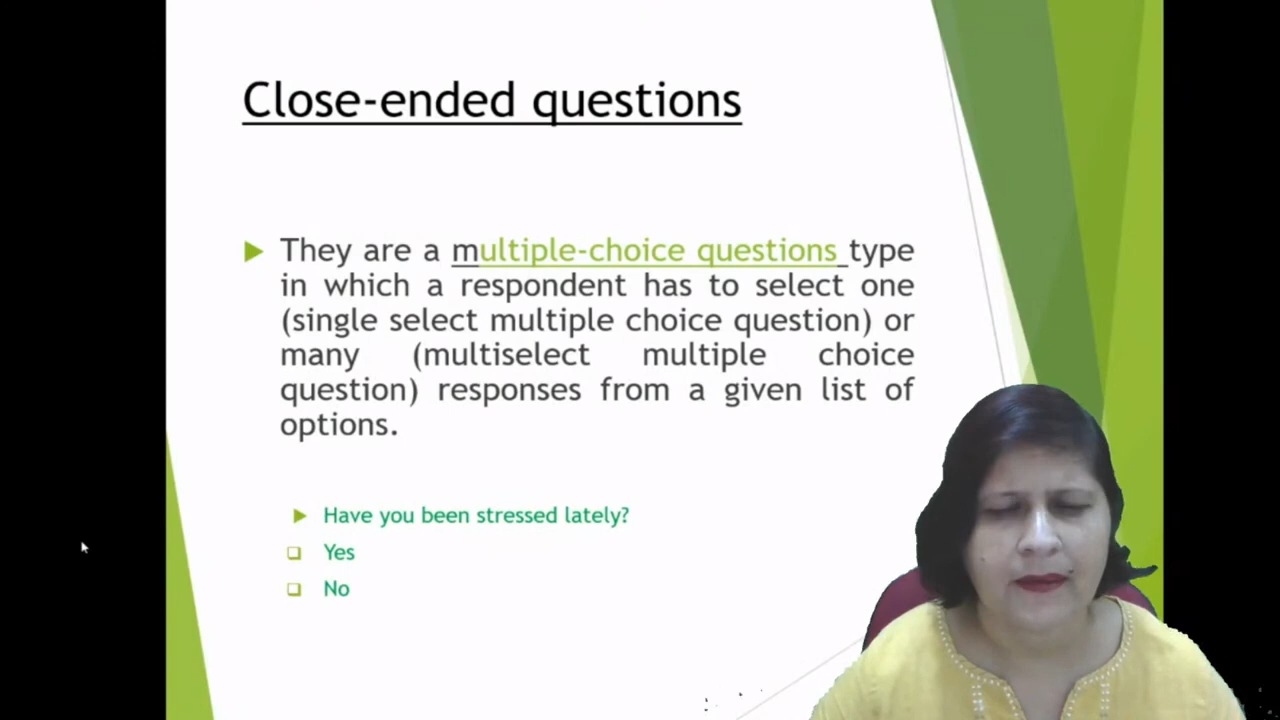 Close-ended questions
They are a multiple-choice questions type
in which a respondent has to select one
(single select multiple choice question) or
many (multiselect multiple choice
question) responses from a given list of
options.
Have you been stressed lately?
Yes
No